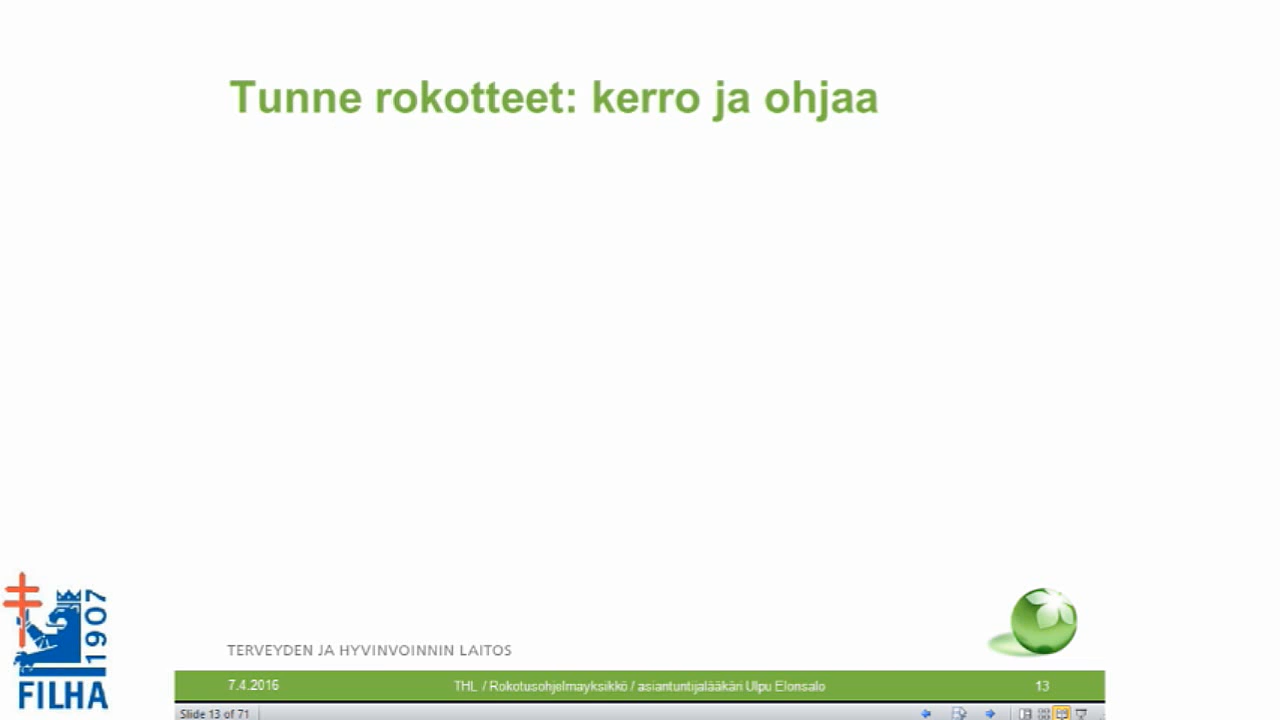 Tunne rokotteet: kerro ja ohjaa
1907
FILHA
TERVEYDEN JA HYVINVOINNIN LAITOS
7.4.2016
THL / Rokotusohjelmayksikkö / asiantuntijalääkäri Ulpu Elonsalo
13
Slide 13 of 71